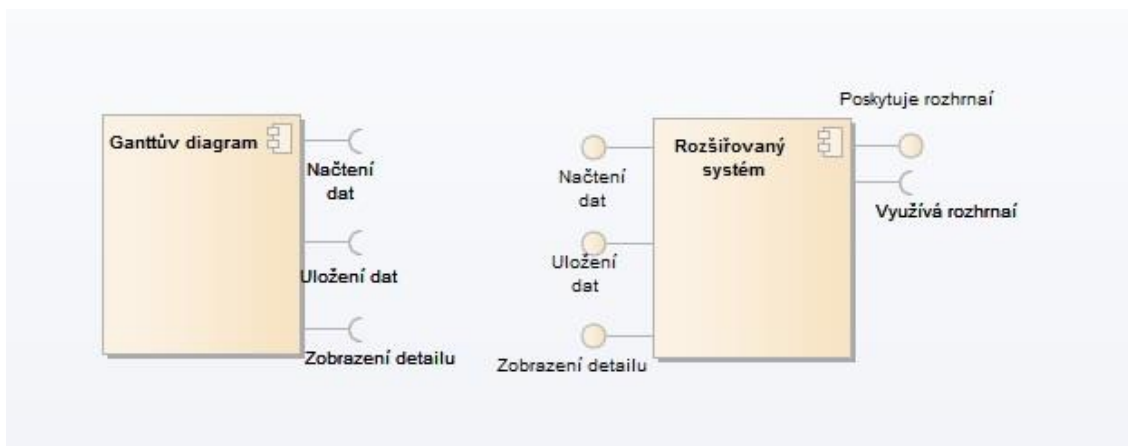 Ganttův diagram
Načtení
dat
Uložení dat
Zobrazení detailu
Načtení
dat
Uložení
dat
Zobrazení detailu
Rozšiřovaný
systém
Poskytuje rozhrnaí
Využívá rozhrnaí